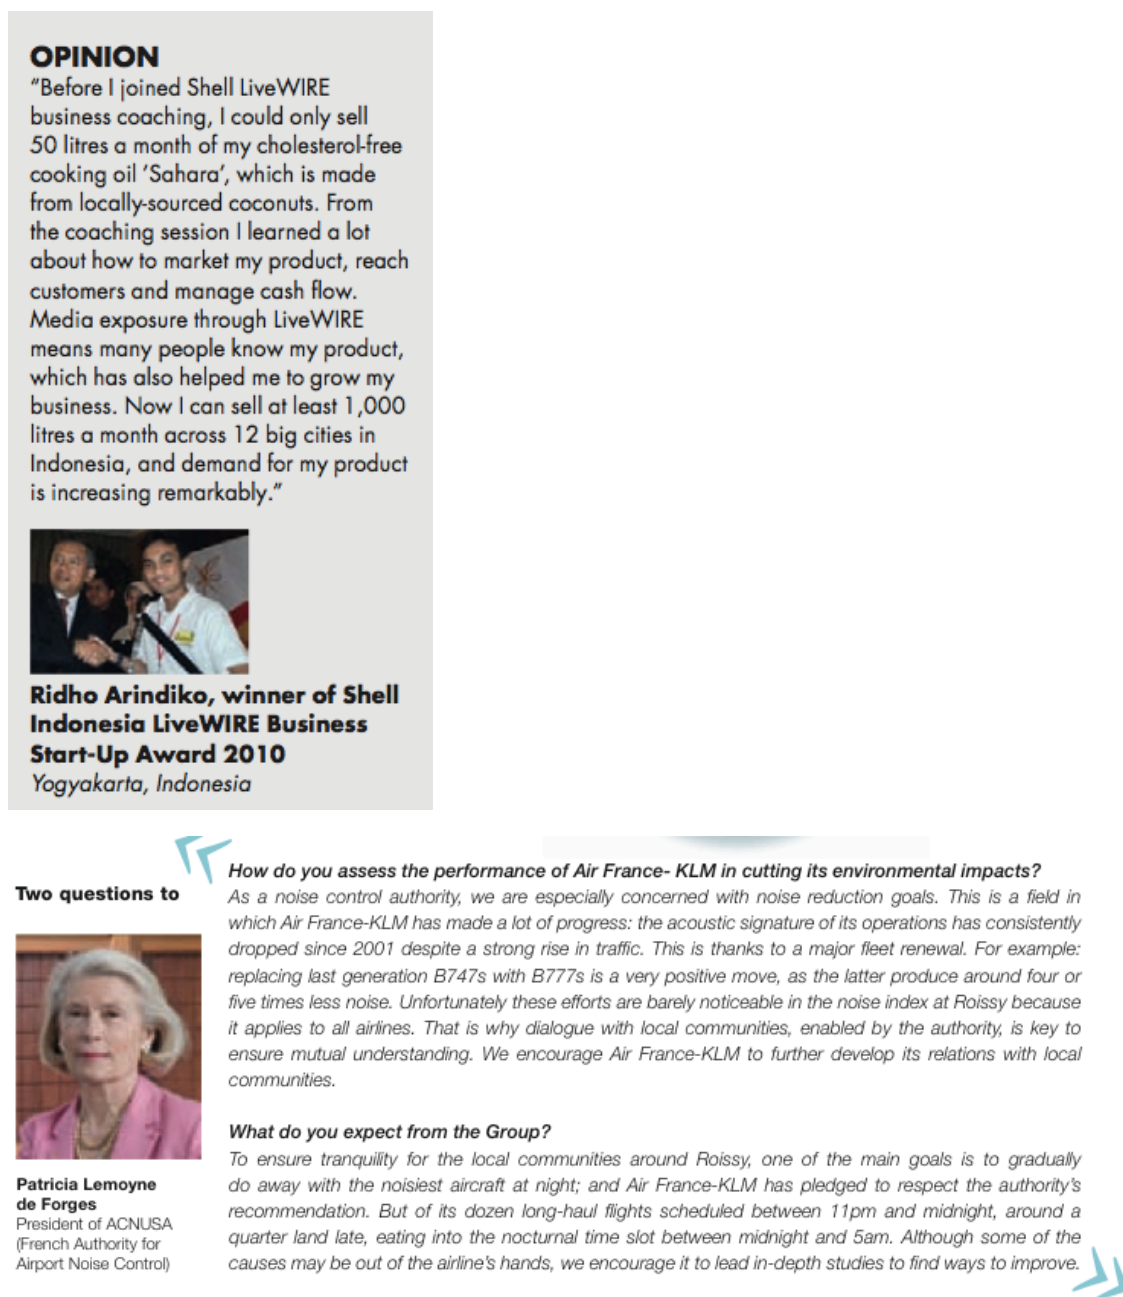 OPINION
“Before I joined Shell LiveWIRE
business coaching, I could only sell
50 litres a month of my cholesterol-free
cooking oil ‘Sahara’, which is made
from locally-sourced coconuts. From
the coaching session I learned a lot
about how to market my product, reach
customers and manage cash flow.
Media exposure through LiveWIRE
means many people know my product,
which has also helped me to grow my
business. Now I can sell at least 1,000
litres a month across 12 big cities in
Indonesia, and demand for my product
is increasing remarkably.”
Ridho Arindiko, winner of Shell
Indonesia LiveWIRE Business
Start-Up Award 2010
Yogyakarta, Indonesia
Two questions to
Patricia Lemoyne
de Forges
President of ACNUSA
(French Authority for
Airport Noise Control)
How do you assess the performance of Air France- KLM in cutting its environmental impacts?
As a noise control authority, we are especially concerned with noise reduction goals. This is a field in
which Air France-KLM has made a lot of progress: the acoustic signature of its operations has consistently
dropped since 2001 despite a strong rise in traffic. This is thanks to a major fleet renewal. For example:
replacing last generation B747s with B777s is a very positive move, as the latter produce around four or
five times less noise. Unfortunately these efforts are barely noticeable in the noise index at Roissy because
it applies to all airlines. That is why dialogue with local communities, enabled by the authority, is key to
ensure mutual understanding. We encourage Air France-KLM to further develop its relations with local
communities.
What do you expect from the Group?
To ensure tranquility for the local communities around Roissy, one of the main goals is to gradually
do away with the noisiest aircraft at night; and Air France-KLM has pledged to respect the authority’s
recommendation. But of its dozen long-haul flights scheduled between 11pm and midnight, around a
quarter land late, eating into the nocturnal time slot between midnight and 5am. Although some of the
causes may be out of the airline’s hands, we encourage it to lead in-depth studies to find ways to improve.